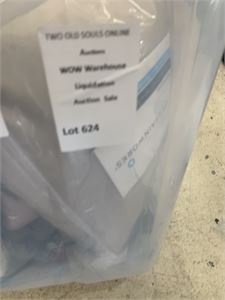 TWO OLD SOULS ONLINE
Auctions
WOW Warehouse
Liquidation
Auction Sale
Lot 624